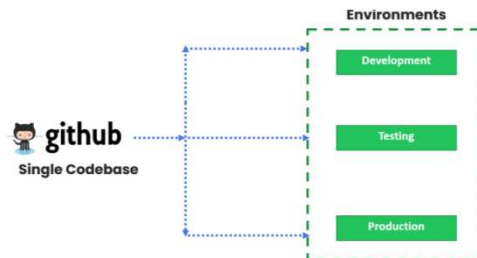 Environments
Development
github
Testing
Single Codebase
Production